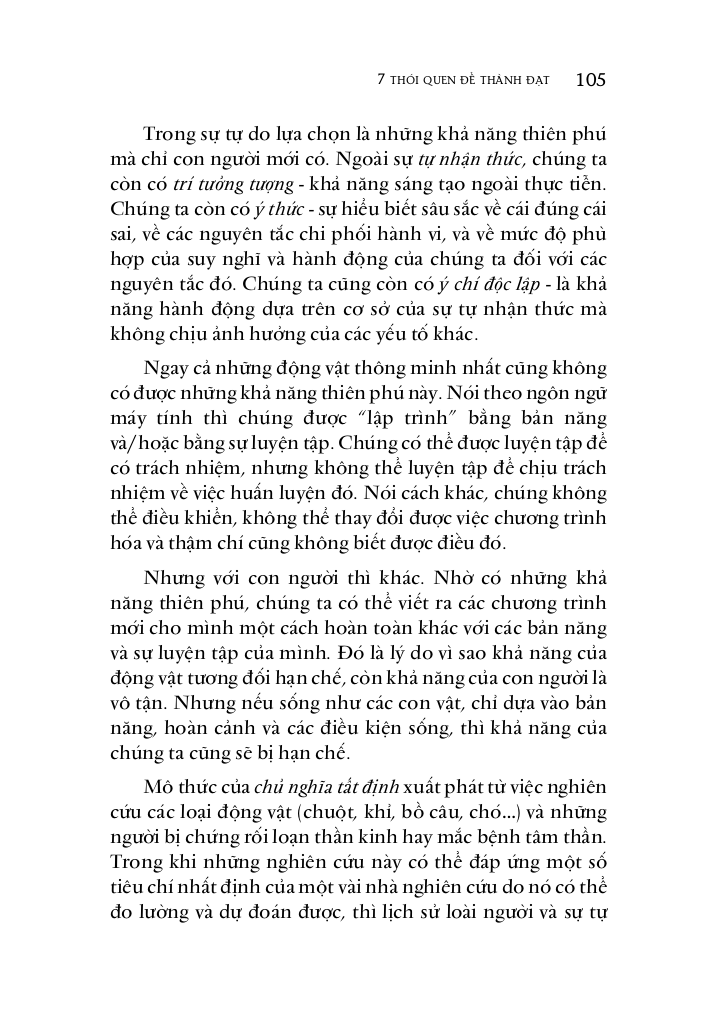 7 THÓI QUEN ĐỂ THÀNH ĐẠT 105
Trong sự tự do lựa chọn là những khả năng thiên phú
mà chỉ con người mới có. Ngoài sự tự nhận thức, chúng ta
còn có trí tưởng tượng - khả năng sáng tạo ngoài thực tiễn.
Chúng ta còn có ý thức - sự hiểu biết sâu sắc về cái đúng cái
sai, về các nguyên tắc chi phối hành vi, và về mức độ phù
hợp của suy nghĩ và hành động của chúng ta đối với các
nguyên tắc đó. Chúng ta cũng còn có ý chí độc lập - là khả
năng hành động dựa trên cơ sở của sự tự nhận thức mà
không chịu ảnh hưởng của các yếu tố khác.
Ngay cả những động vật thông minh nhất cũng không
có được những khả năng thiên phú này. Nói theo ngôn ngữ
máy tính thì chúng được “lập trình” bằng bản năng
và/hoặc bằng sự luyện tập. Chúng có thể được luyện tập để
có trách nhiệm, nhưng không thể luyện tập để chịu trách
nhiệm về việc huấn luyện đó. Nói cách khác, chúng không
thể điều khiển, không thể thay đổi được việc chương trình
hóa và thậm chí cũng không biết được điều đó.
Nhưng với con người thì khác. Nhờ có những khả
năng thiên phú, chúng ta có thể viết ra các chương trình
mới cho mình một cách hoàn toàn khác với các bản năng
và sự luyện tập của mình. Đó là lý do vì sao khả năng của
động vật tương đối hạn chế, còn khả năng của con người là
vô tận. Nhưng nếu sống như các con vật, chỉ dựa vào bản
năng, hoàn cảnh và các điều kiện sống, thì khả năng của
chúng ta cũng sẽ bị hạn chế.
Mô thức của chủ nghĩa tất định xuất phát từ việc nghiên
cứu các loại động vật (chuột, khỉ, bồ câu, chó...) và những
người bị chứng rối loạn thần kinh hay mắc bệnh tâm thần.
Trong khi những nghiên cứu này có thể đáp ứng một số
tiêu chí nhất định của một vài nhà nghiên cứu do nó có thể
đo lường và dự đoán được, thì lịch sử loài người và sự tự